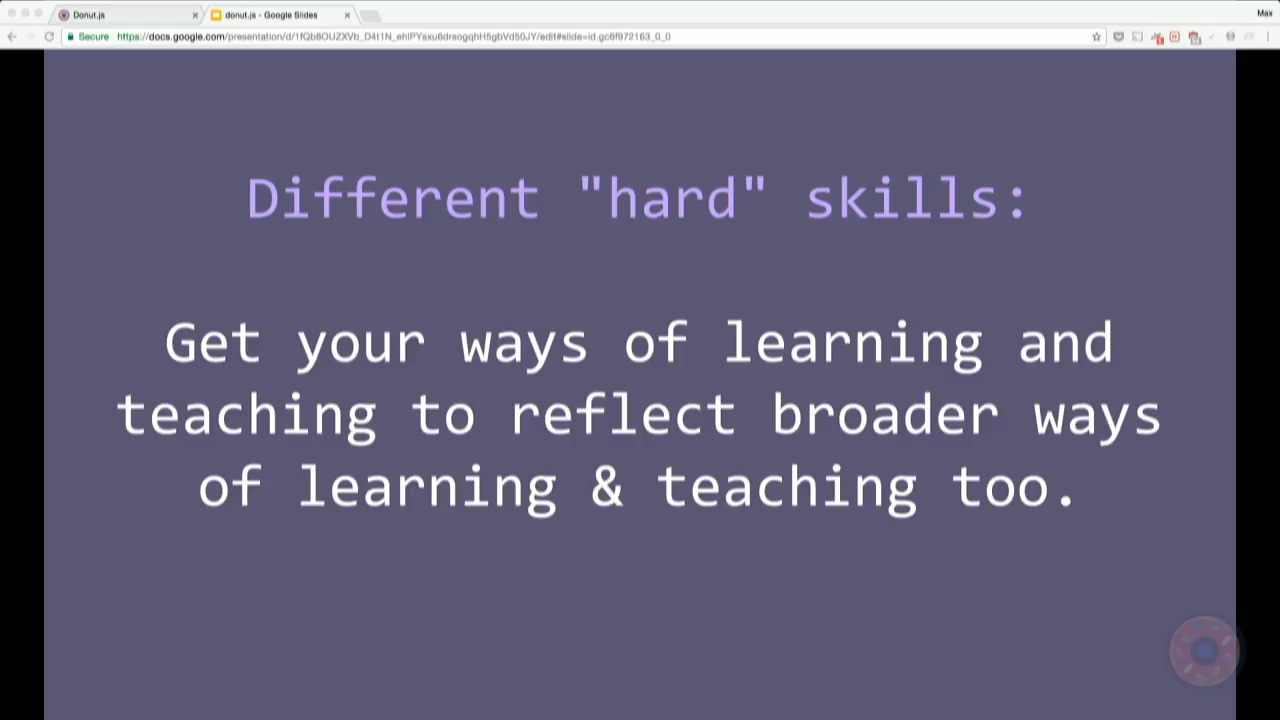 Donut.js
donut.js - Google Slides
Max
Secure
Different "hard" skills:
Get your ways of learning and
teaching to reflect broader ways
of learning & teaching too.